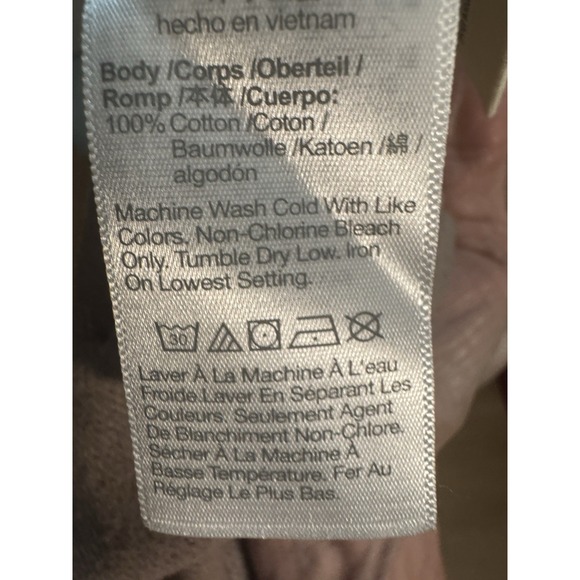 hecho en vietnam
Body /Corps /Oberteil /
Romp /本体 /Cuerpo:
100% Cotton /Coton /
Baumwolle /Katoen /綿 /
algodón
Machine Wash Cold With Like
Colors. Non-Chlorine Bleach
Only. Tumble Dry Low. Iron
On Lowest Setting.
30
Laver À La Machine À L'eau
Froide.Laver En Séparant Les
Couleurs. Seulement Agent
De Blanchiment Non-Chlore.
Sécher À La Machine À
Basse Température. Fer Au
Réglage Le Plus Bas.